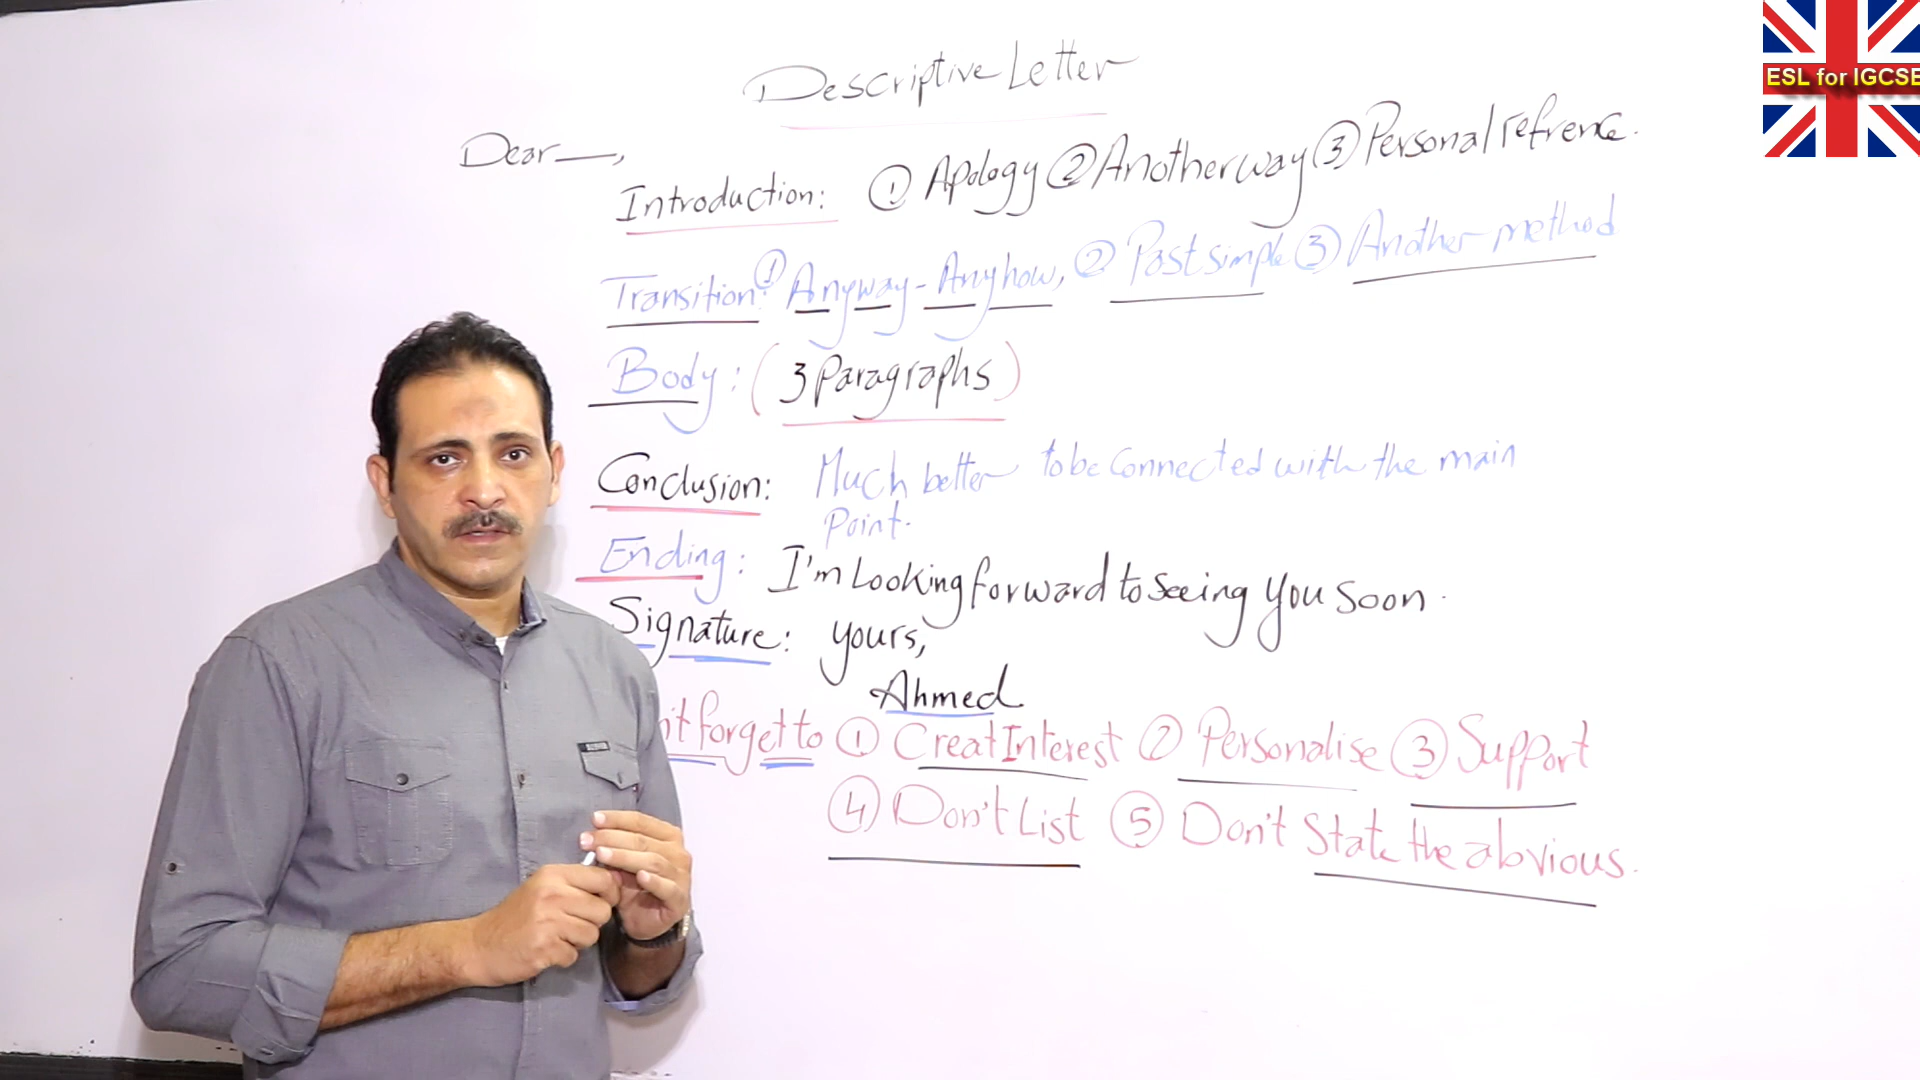 Descriptive Letter
ESL for IGCSE
Dear —,
Introduction: ① Apology ② Another way ③ Personal refrence.
Transition: ① Anyway - Anyhow, ② Past simple ③ Another method
Body: (3 Paragraphs)
Conclusion: Much better to be connected with the main
Point.
Ending: I'm Looking forward to seeing you soon.
Signature: yours,
Ahmed
n't forget to ① Creat Interest ② Personalise ③ Support
④ Don't List ⑤ Don't State the abvious.